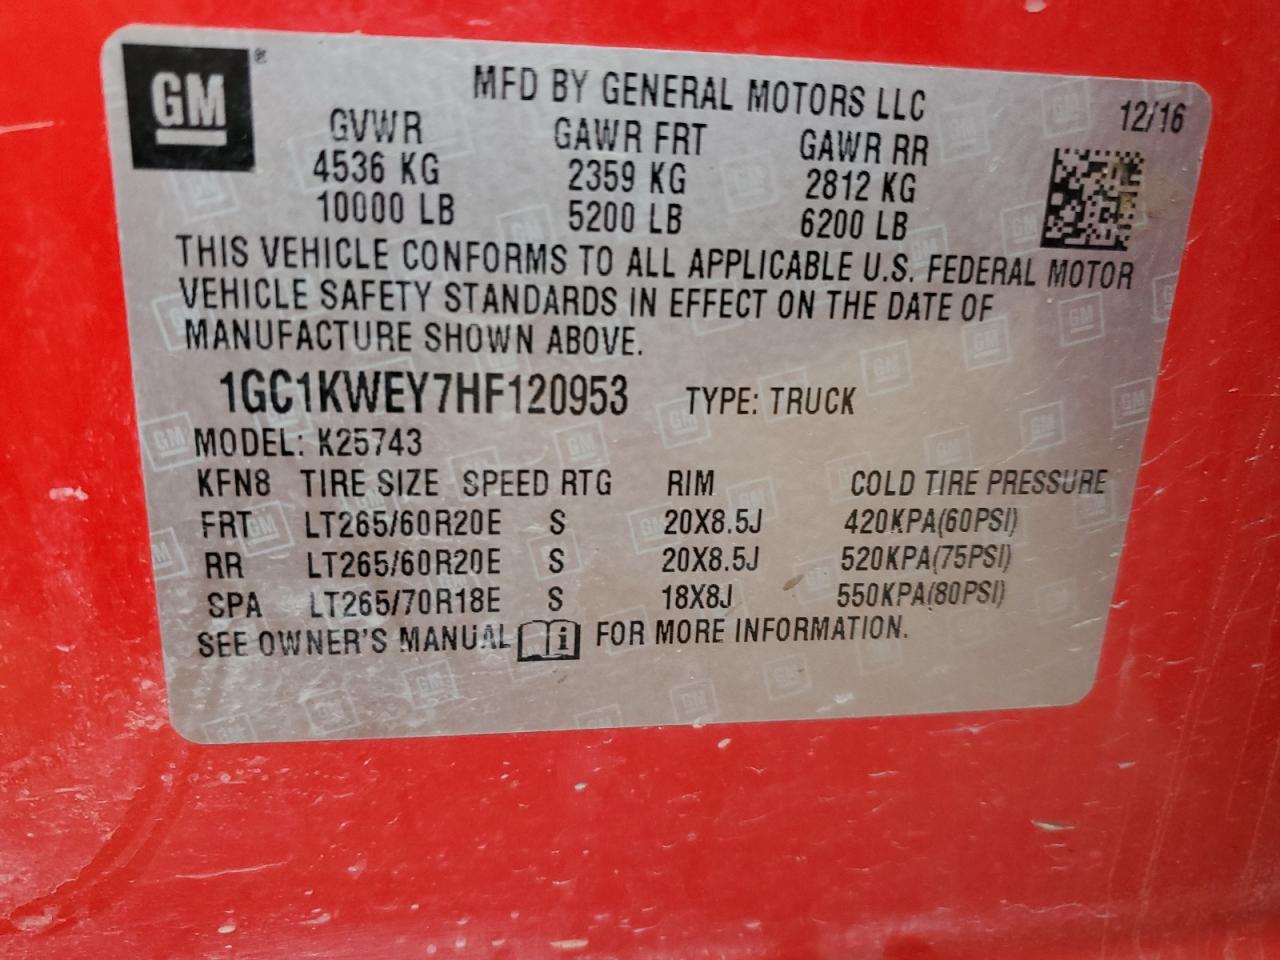 GM®
MFD BY GENERAL MOTORS LLC
12/16
GVWR GAWR FRT GAWR RR
4536 KG 2359 KG 2812 KG
10000 LB 5200 LB 6200 LB
THIS VEHICLE CONFORMS TO ALL APPLICABLE U.S. FEDERAL MOTOR
VEHICLE SAFETY STANDARDS IN EFFECT ON THE DATE OF
MANUFACTURE SHOWN ABOVE.
1GC1KWEY7HF120953 TYPE: TRUCK
MODEL: K25743
KFN8 TIRE SIZE SPEED RTG RIM COLD TIRE PRESSURE
FRT LT265/60R20E S 20X8.5J 420KPA(60PSI)
RR LT265/60R20E S 20X8.5J 520KPA(75PSI)
SPA LT265/70R18E S 18X8J 550KPA(80PSI)
SEE OWNER'S MANUAL i FOR MORE INFORMATION.